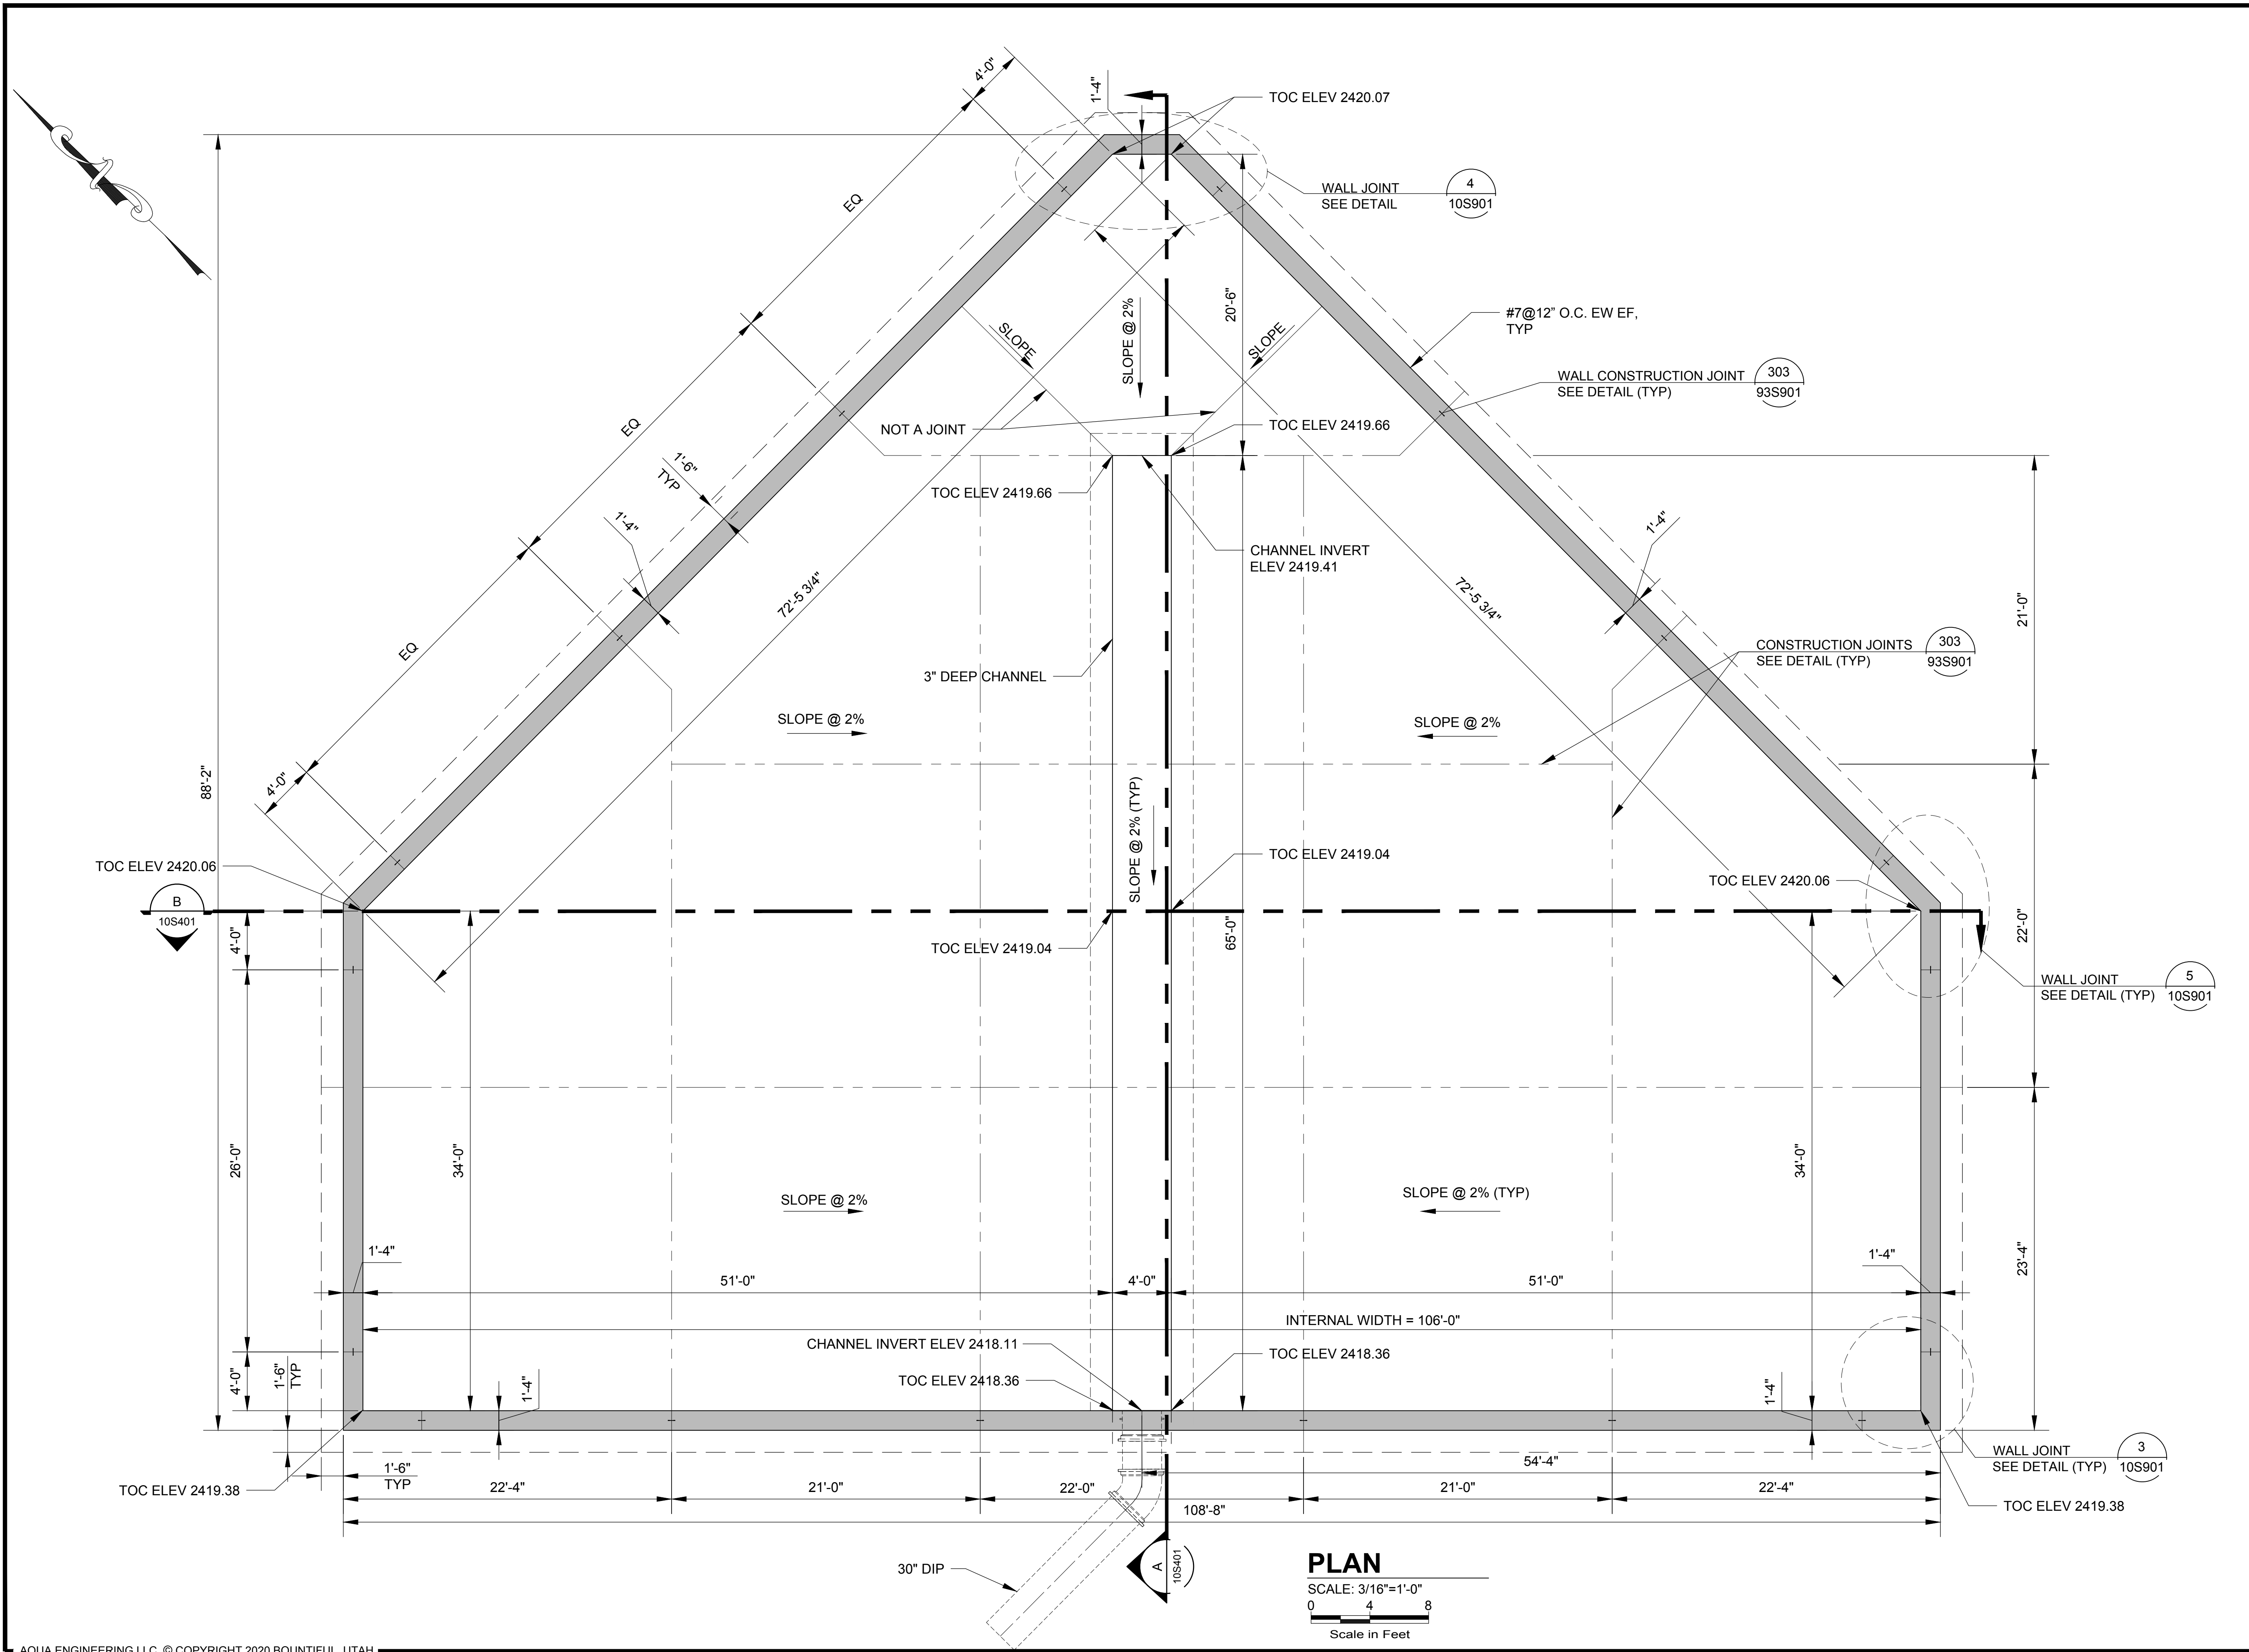 4'-0"
1'-4"
TOC ELEV 2420.07
WALL JOINT
SEE DETAIL
4
10S901
EQ
SLOPE
SLOPE @ 2%
20'-6"
SLOPE
#7@12" O.C. EW EF,
TYP
WALL CONSTRUCTION JOINT
SEE DETAIL (TYP)
303
93S901
EQ
NOT A JOINT
TOC ELEV 2419.66
1'-6"
TYP
1'-4"
TOC ELEV 2419.66
CHANNEL INVERT
ELEV 2419.41
1'-4"
72'-5 3/4"
72'-5 3/4"
21'-0"
EQ
3" DEEP CHANNEL
CONSTRUCTION JOINTS
SEE DETAIL (TYP)
303
93S901
SLOPE @ 2%
SLOPE @ 2%
88'-2"
4'-0"
SLOPE @ 2% (TYP)
TOC ELEV 2420.06
TOC ELEV 2419.04
TOC ELEV 2420.06
B
10S401
4'-0"
TOC ELEV 2419.04
65'-0"
22'-0"
WALL JOINT
SEE DETAIL (TYP)
5
10S901
26'-0"
34'-0"
34'-0"
SLOPE @ 2%
SLOPE @ 2% (TYP)
1'-4"
1'-4"
23'-4"
51'-0"
4'-0"
51'-0"
INTERNAL WIDTH = 106'-0"
CHANNEL INVERT ELEV 2418.11
TOC ELEV 2418.36
TOC ELEV 2418.36
4'-0"
1'-6"
TYP
1'-4"
1'-4"
WALL JOINT
SEE DETAIL (TYP)
3
10S901
1'-6"
TYP
54'-4"
TOC ELEV 2419.38
22'-4"
21'-0"
22'-0"
21'-0"
22'-4"
TOC ELEV 2419.38
108'-8"
30" DIP
A
10S401
PLAN
SCALE: 3/16"=1'-0"
0 4 8
Scale in Feet
AQUA ENGINEERING LLC. © COPYRIGHT 2020 BOUNTIFUL, UTAH